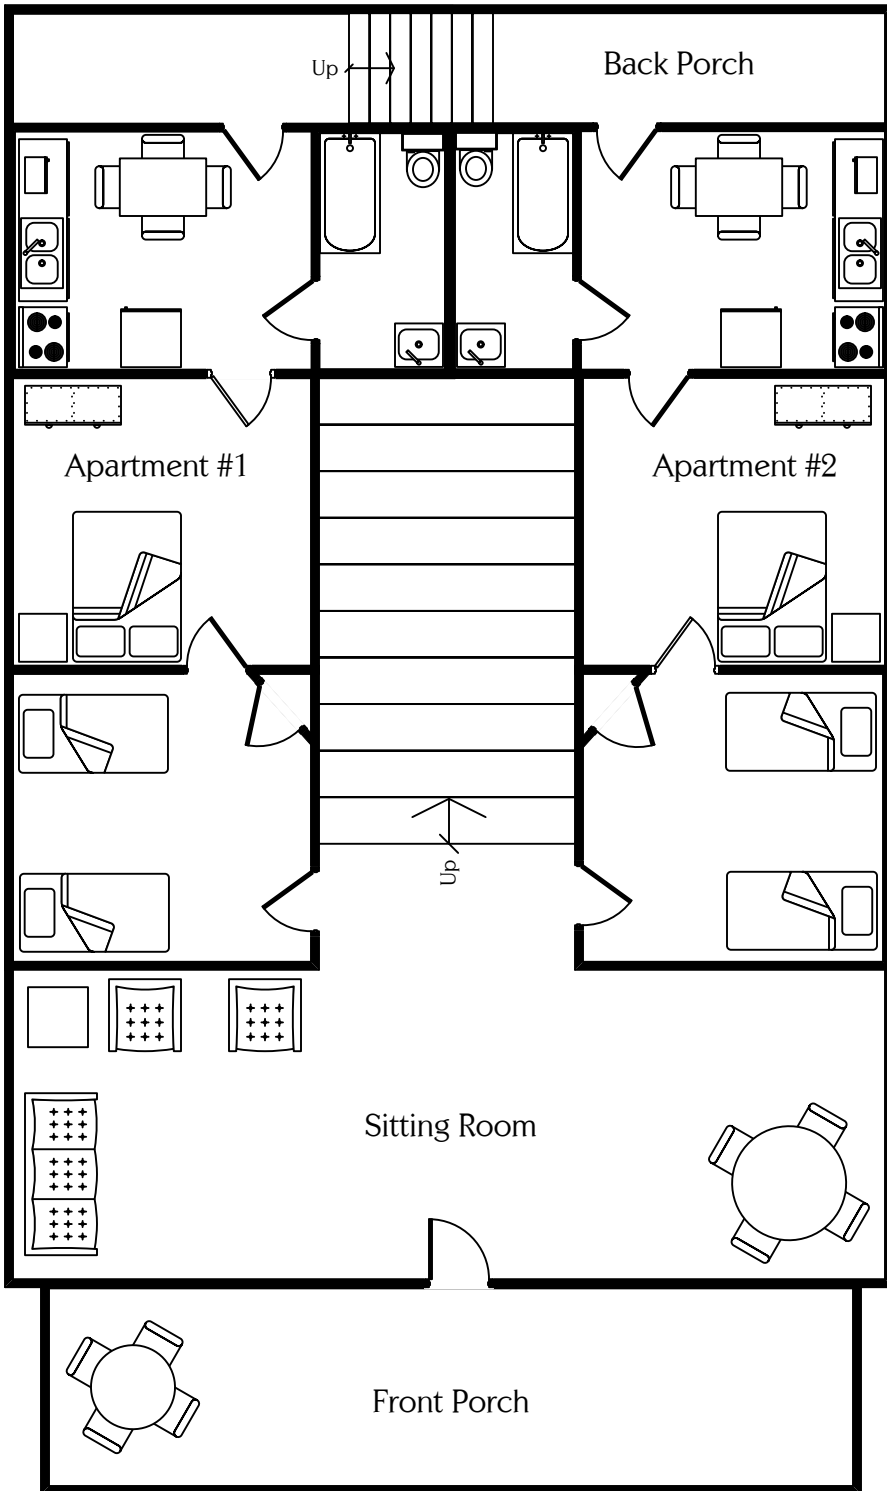 Up
Back Porch
Apartment #1
Apartment #2
Up
Sitting Room
Front Porch